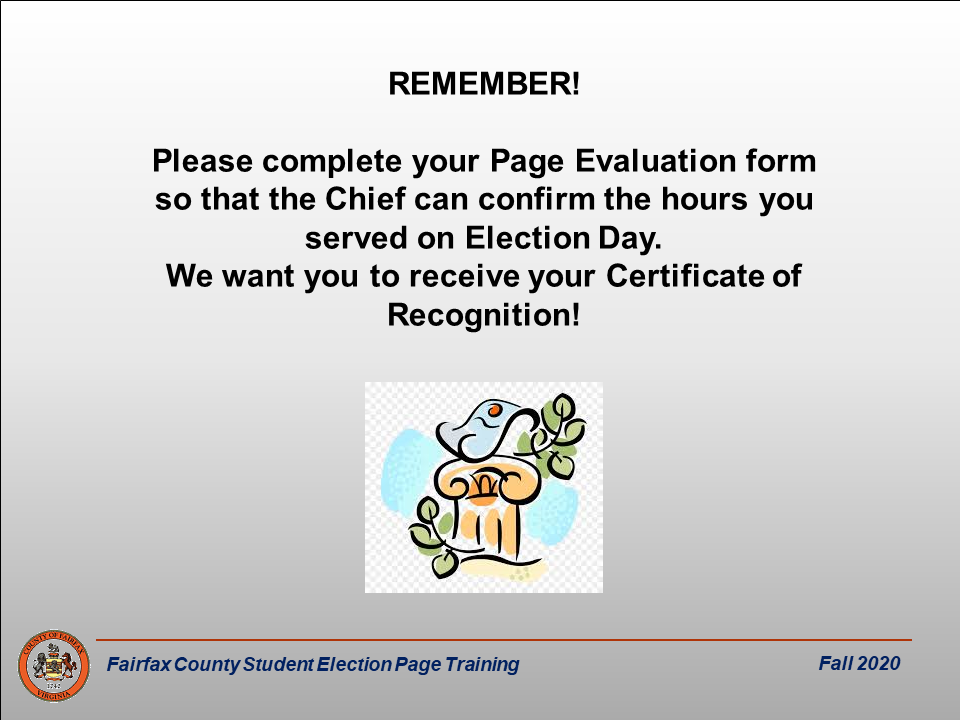 REMEMBER!
Please complete your Page Evaluation form
so that the Chief can confirm the hours you
served on Election Day.
We want you to receive your Certificate of
Recognition!
COUNTY OF FAIRFAX
1742
VIRGINIA
Fairfax County Student Election Page Training
Fall 2020